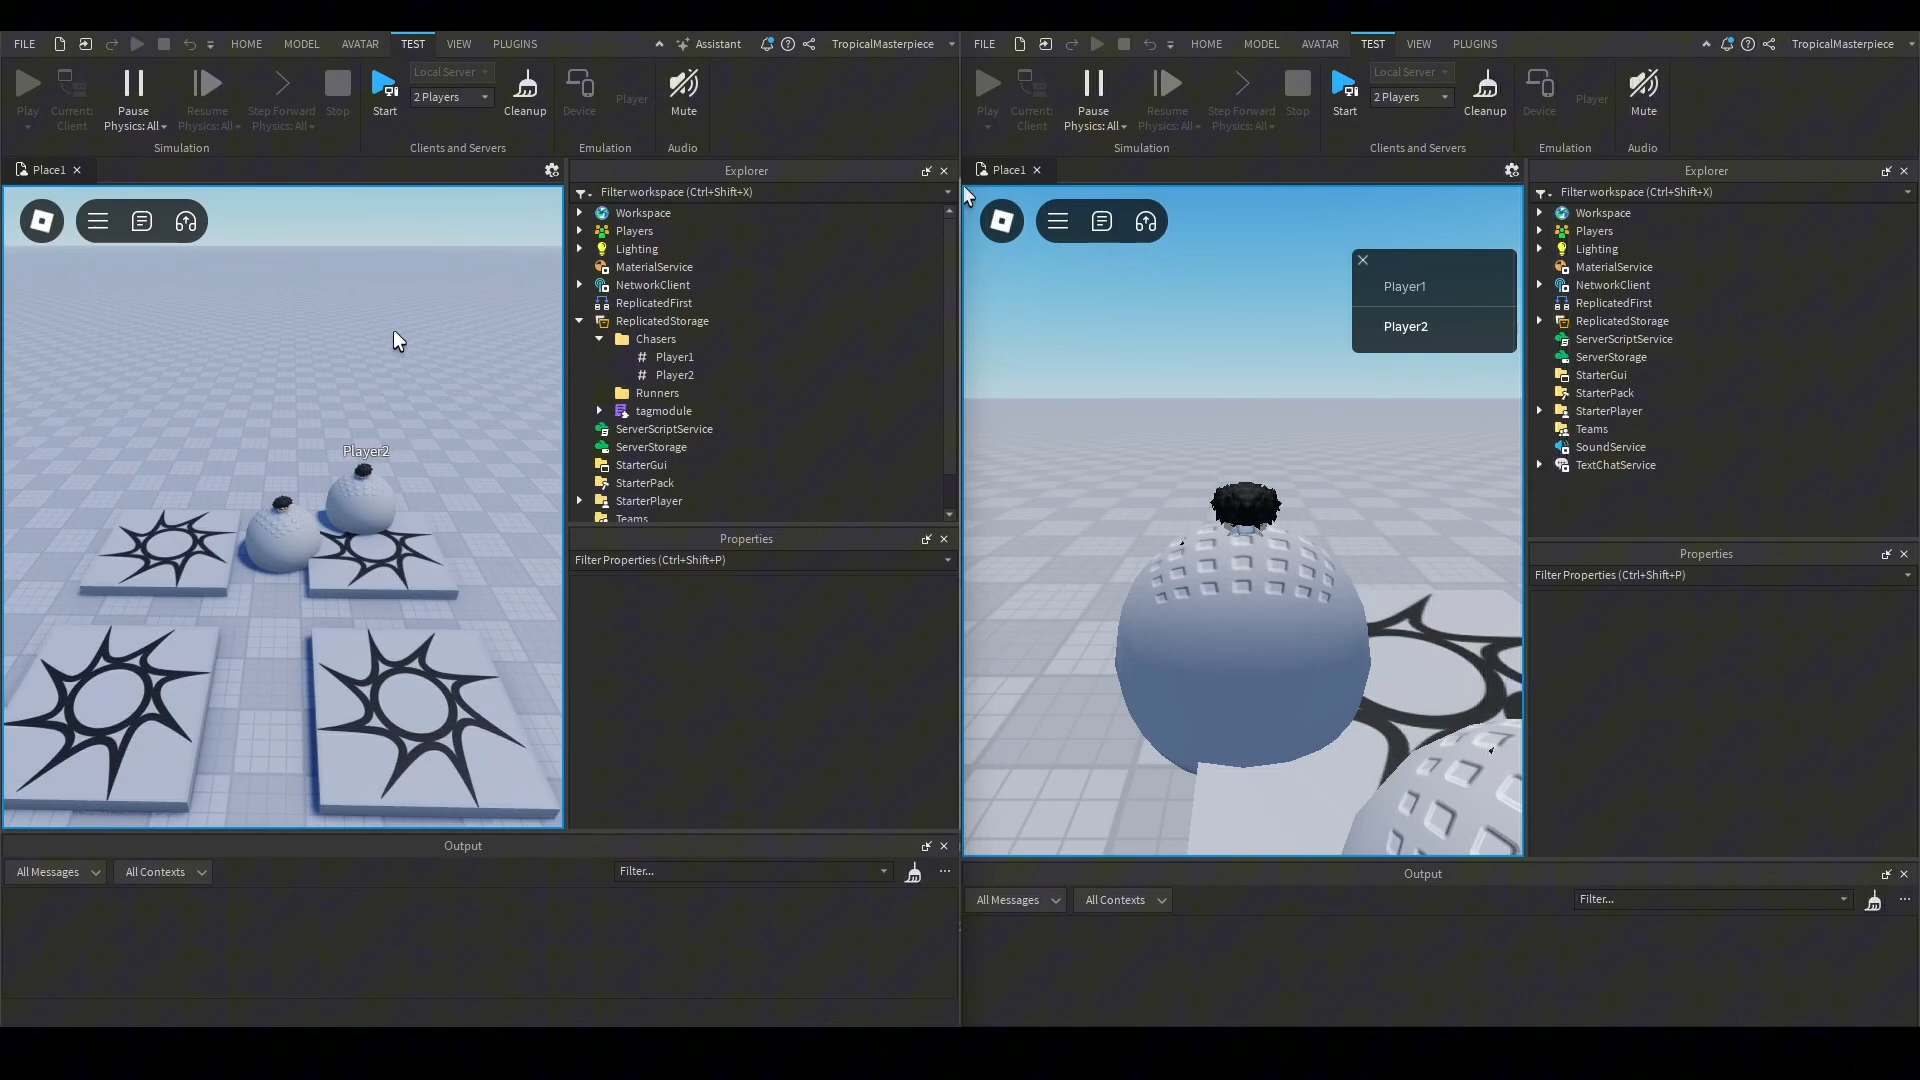 FILE HOME MODEL AVATAR TEST VIEW PLUGINS Assistant TropicalMasterpiece
Play Current: Client Pause Physics: All Resume Physics: All Step Forward Physics: All Stop Start Local Server 2 Players Cleanup Device Player Mute
Simulation Clients and Servers Emulation Audio
Place1
Player2
Explorer
Filter workspace (Ctrl+Shift+X)
Workspace
Players
Lighting
MaterialService
NetworkClient
ReplicatedFirst
ReplicatedStorage
Chasers
# Player1
# Player2
Runners
tagmodule
ServerScriptService
ServerStorage
StarterGui
StarterPack
StarterPlayer
Teams
Properties
Filter Properties (Ctrl+Shift+P)
Output
All Messages All Contexts Filter...
FILE HOME MODEL AVATAR TEST VIEW PLUGINS TropicalMasterpiece
Play Current: Client Pause Physics: All Resume Physics: All Step Forward Physics: All Stop Start Local Server 2 Players Cleanup Device Player Mute
Simulation Clients and Servers Emulation Audio
Place1
Player1
Player2
Explorer
Filter workspace (Ctrl+Shift+X)
Workspace
Players
Lighting
MaterialService
NetworkClient
ReplicatedFirst
ReplicatedStorage
ServerScriptService
ServerStorage
StarterGui
StarterPack
StarterPlayer
Teams
SoundService
TextChatService
Properties
Filter Properties (Ctrl+Shift+P)
Output
All Messages All Contexts Filter...